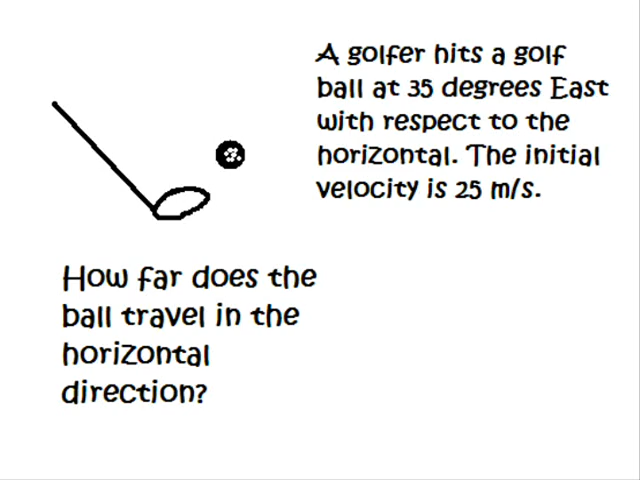 A golfer hits a golf
ball at 35 degrees East
with respect to the
horizontal. The initial
velocity is 25 m/s.
How far does the
ball travel in the
horizontal
direction?